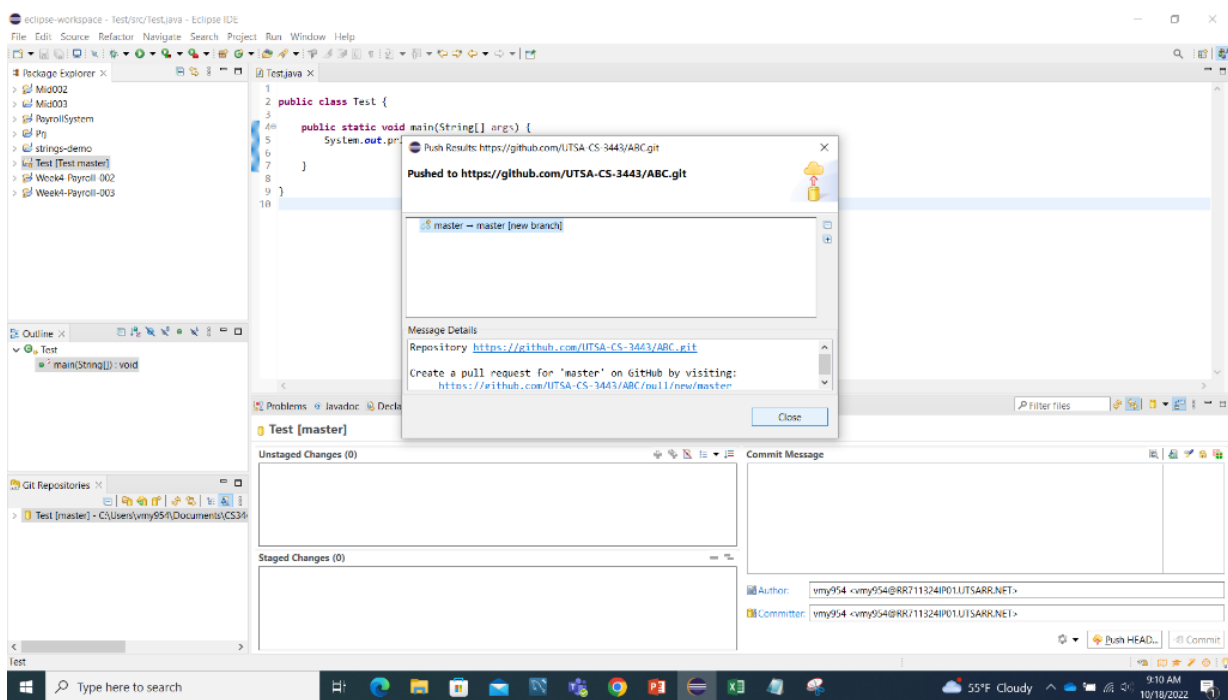 eclipse-workspace - Test/src/Test.java - Eclipse IDE
File Edit Source Refactor Navigate Search Project Run Window Help
Package Explorer
Mid002
Mid003
PayrollSystem
Prj
strings-demo
Test [Test master]
Week4-Payroll-002
Week4-Payroll-003
Test.java
1
2 public class Test {
3
4 public static void main(String[] args) {
5 System.out.pri
6
7 }
8
9 }
10
Push Results: https://github.com/UTSA-CS-3443/ABC.git
Pushed to https://github.com/UTSA-CS-3443/ABC.git
master → master [new branch]
Message Details
Repository https://github.com/UTSA-CS-3443/ABC.git
Create a pull request for 'master' on GitHub by visiting:
https://github.com/UTSA-CS-3443/ABC/pull/new/master
Close
Outline
Test
main(String[]) : void
Problems Javadoc Decla
Filter files
Test [master]
Unstaged Changes (0)
Commit Message
Git Repositories
Test [master] - C:\Users\vmy954\Documents\CS34
Staged Changes (0)
Author: vmy954 <vmy954@RR711324IP01.UTSARR.NET>
Committer: vmy954 <vmy954@RR711324IP01.UTSARR.NET>
Push HEAD...
Commit
Test
Type here to search
55°F Cloudy
9:10 AM
10/18/2022